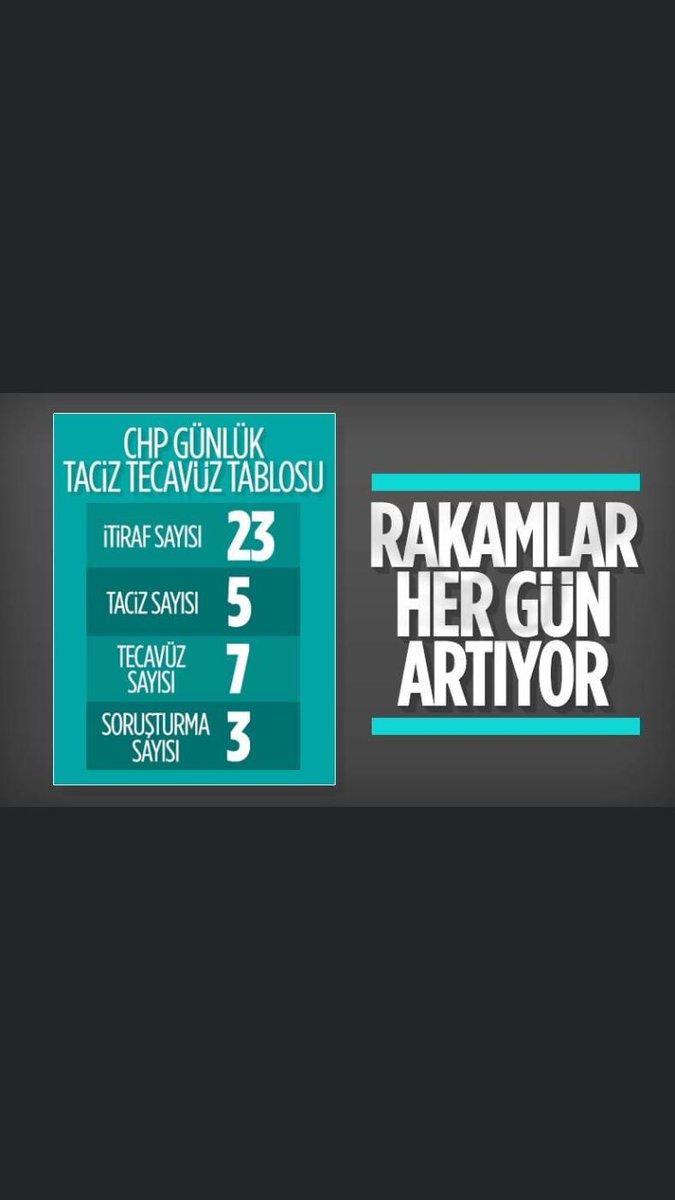 CHP GÜNLÜK
TACİZ TECAVÜZ TABLOSU
İTİRAF SAYISI 23
TACİZ SAYISI 5
TECAVÜZ
SAYISI 7
SORUŞTURMA
SAYISI 3
RAKAMLAR
HER GÜN
ARTIYOR